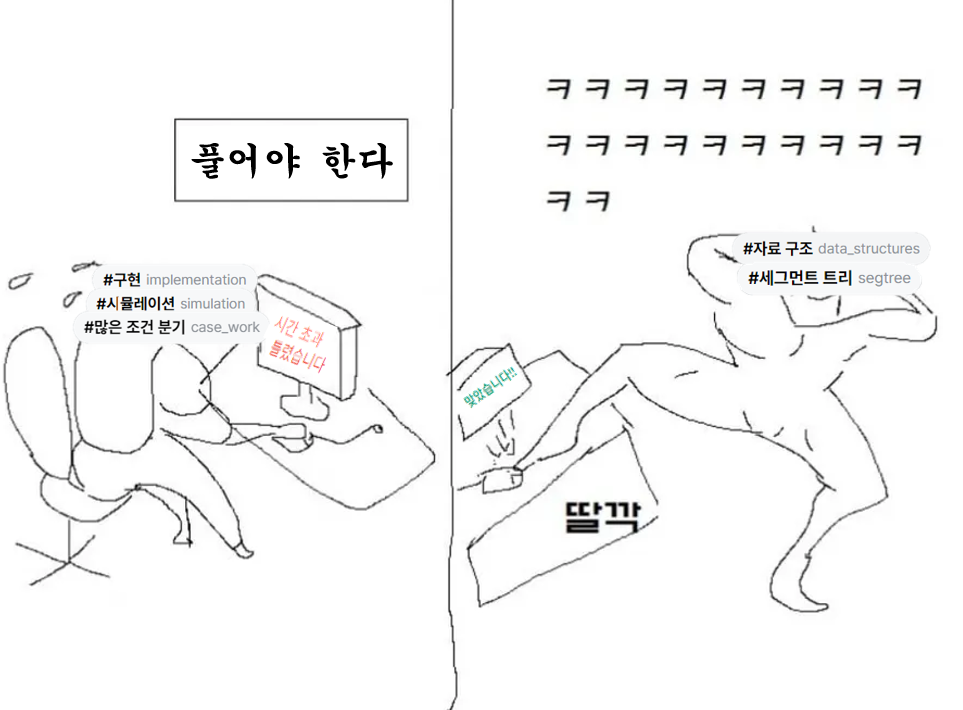 풀어야 한다
#구현 implementation
#시뮬레이션 simulation
#많은 조건 분기 case_work
시간 초과
틀렸습니다
ㅋㅋㅋㅋㅋㅋㅋㅋㅋㅋ
ㅋㅋㅋㅋㅋㅋㅋㅋㅋㅋ
ㅋㅋ
#자료 구조 data_structures
#세그먼트 트리 segtree
맞았습니다!!
딸깍